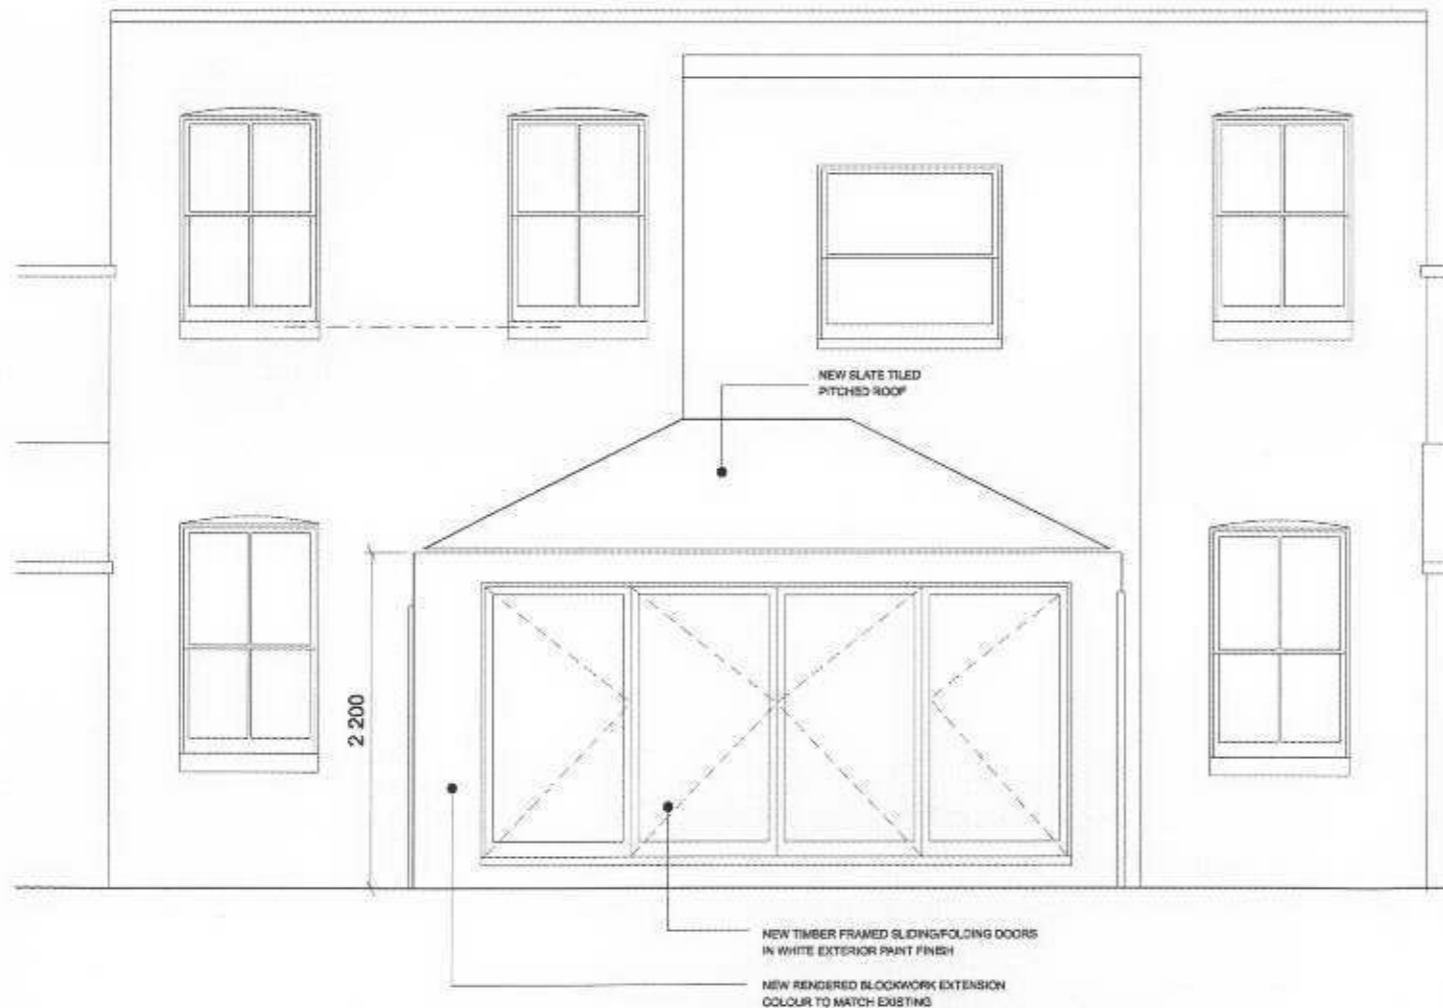 NEW SLATE TILED
PITCHED ROOF
2 200
NEW TIMBER FRAMED SLIDING/FOLDING DOORS
IN WHITE EXTERIOR PAINT FINISH
NEW RENDERED BLOCKWORK EXTENSION
COLOUR TO MATCH EXISTING